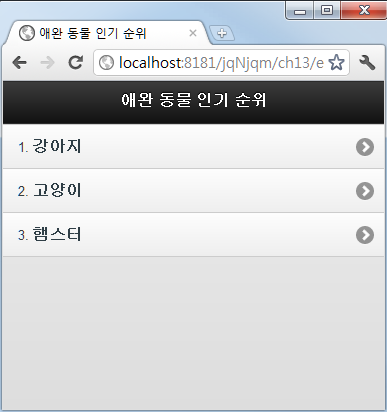 애완 동물 인기 순위
localhost:8181/jqNjqm/ch13/e
애완 동물 인기 순위
1. 강아지
2. 고양이
3. 햄스터